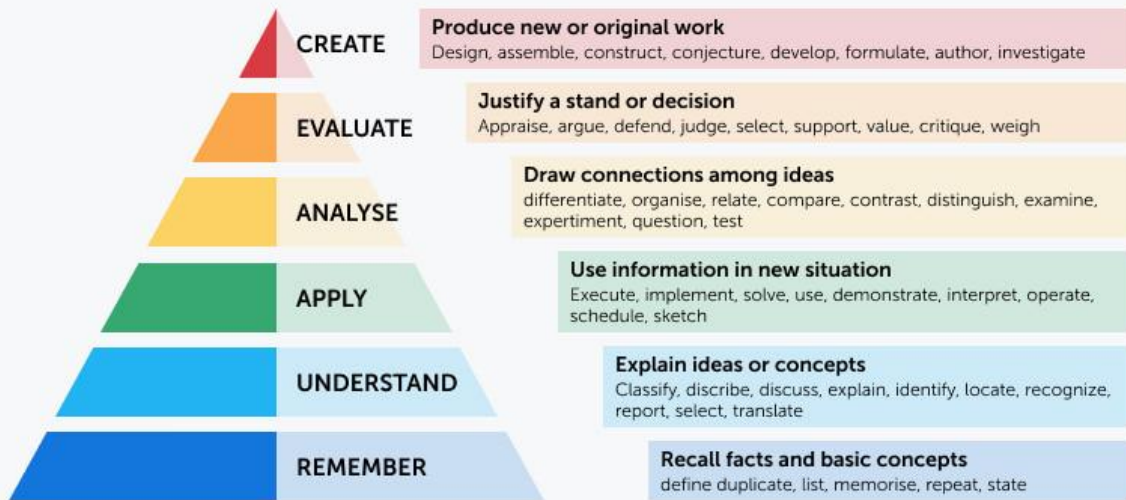 CREATE
Produce new or original work
Design, assemble, construct, conjecture, develop, formulate, author, investigate
EVALUATE
Justify a stand or decision
Appraise, argue, defend, judge, select, support, value, critique, weigh
ANALYSE
Draw connections among ideas
differentiate, organise, relate, compare, contrast, distinguish, examine,
expertiment, question, test
APPLY
Use information in new situation
Execute, implement, solve, use, demonstrate, interpret, operate,
schedule, sketch
UNDERSTAND
Explain ideas or concepts
Classify, discribe, discuss, explain, identify, locate, recognize,
report, select, translate
REMEMBER
Recall facts and basic concepts
define duplicate, list, memorise, repeat, state